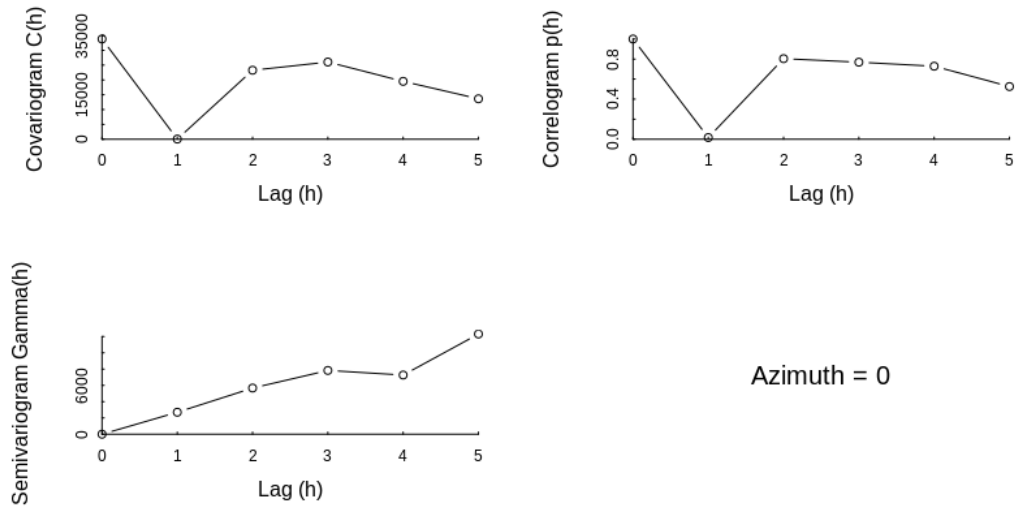 Covariogram C(h)
35000
15000
0
0 1 2 3 4 5
Lag (h)
Correlogram p(h)
0.8
0.4
0.0
0 1 2 3 4 5
Lag (h)
Semivariogram Gamma(h)
6000
0
0 1 2 3 4 5
Lag (h)
Azimuth = 0